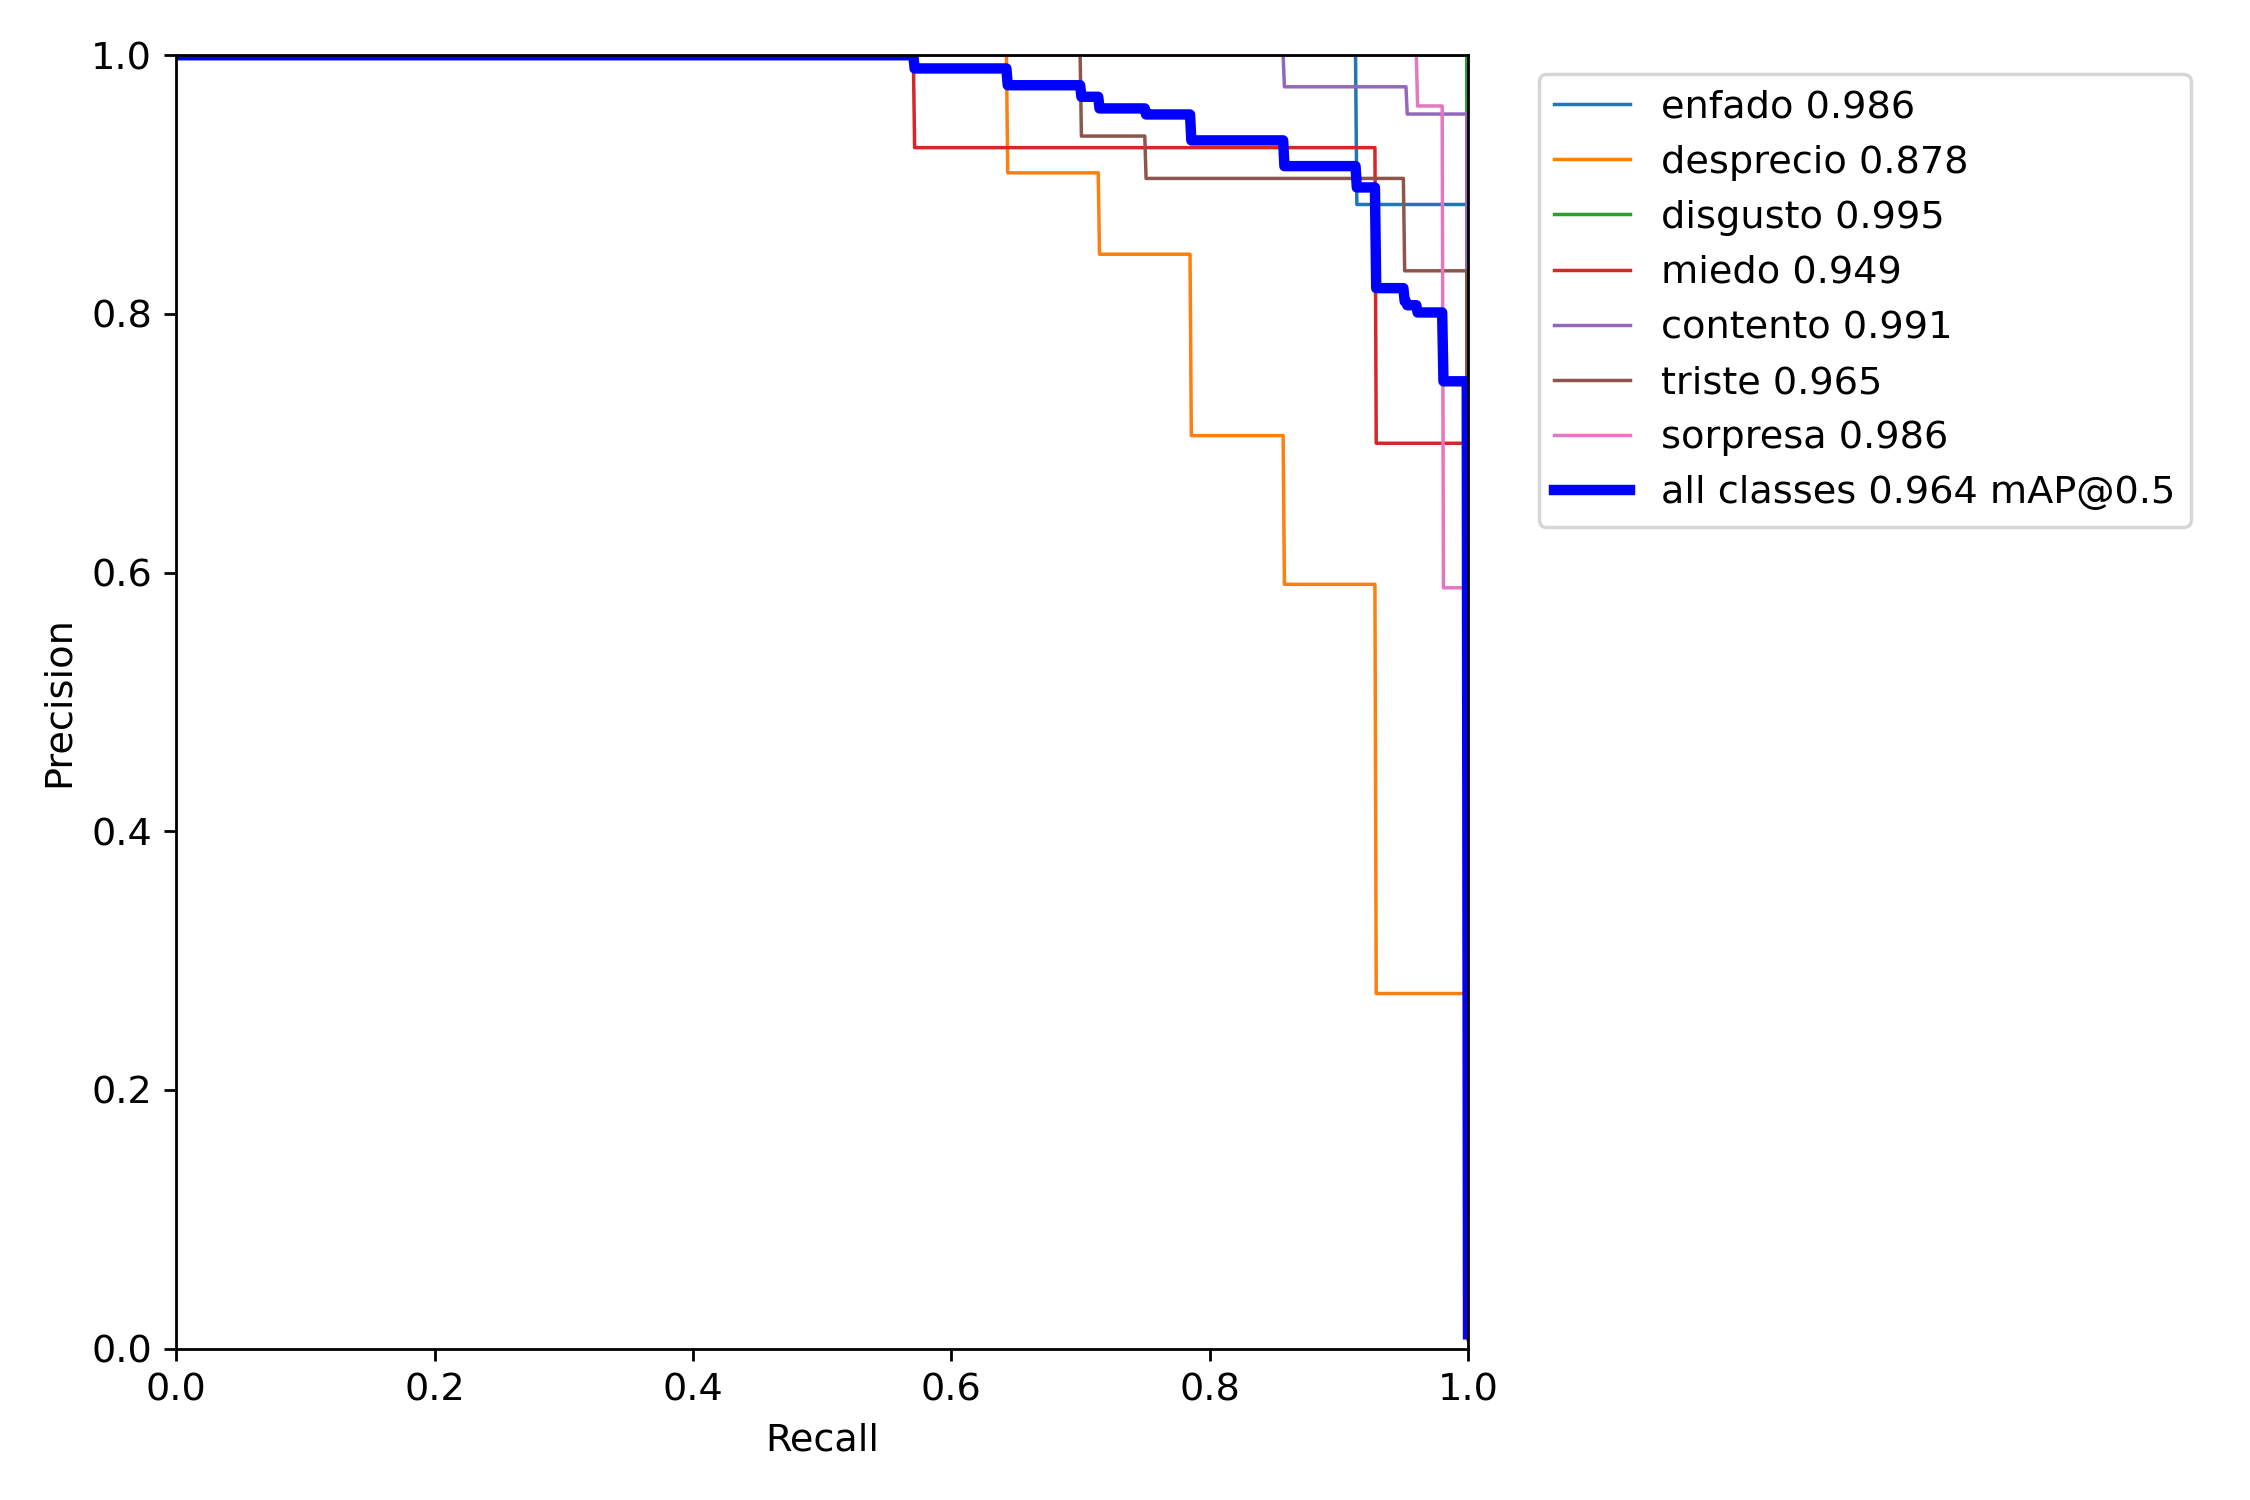 1.0
0.8
0.6
0.4
0.2
0.0
Precision
0.0 0.2 0.4 0.6 0.8 1.0
Recall
enfado 0.986
desprecio 0.878
disgusto 0.995
miedo 0.949
contento 0.991
triste 0.965
sorpresa 0.986
all classes 0.964 mAP@0.5